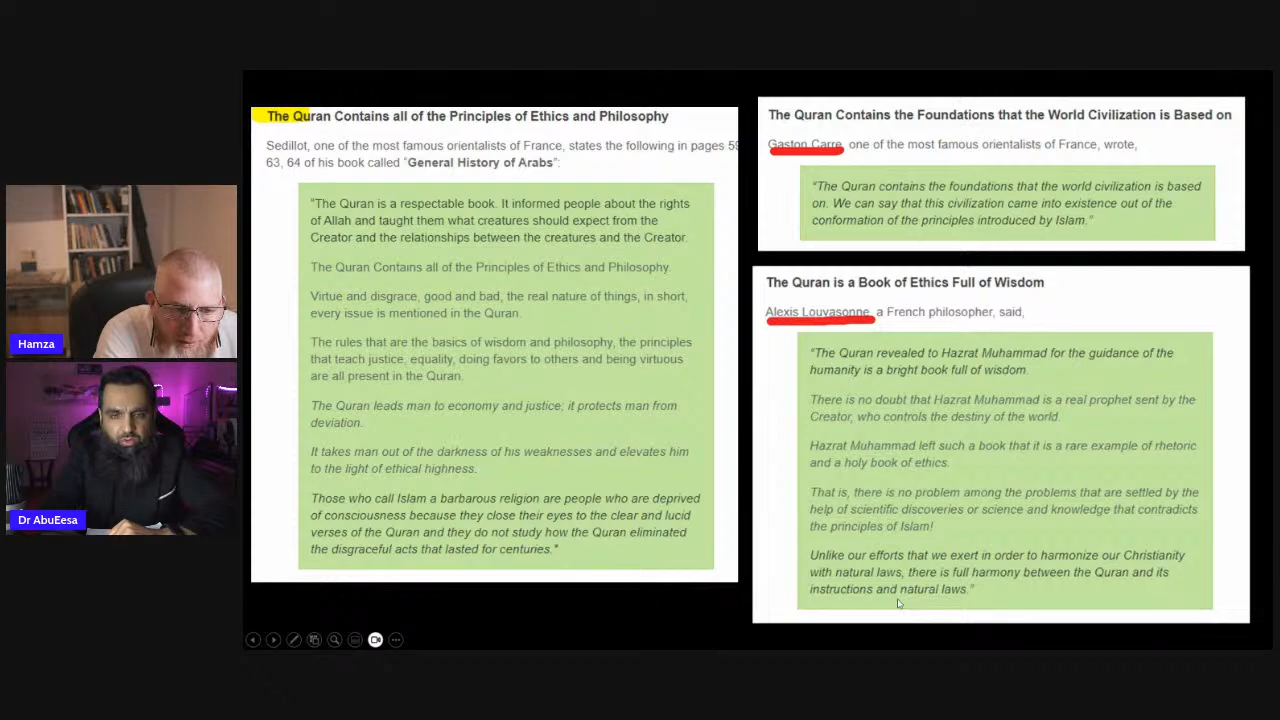 The Quran Contains all of the Principles of Ethics and Philosophy
Sedillot, one of the most famous orientalists of France, states the following in pages 59
63, 64 of his book called "General History of Arabs":
"The Quran is a respectable book. It informed people about the rights
of Allah and taught them what creatures should expect from the
Creator and the relationships between the creatures and the Creator.
The Quran Contains all of the Principles of Ethics and Philosophy.
Virtue and disgrace, good and bad, the real nature of things, in short,
every issue is mentioned in the Quran.
The rules that are the basics of wisdom and philosophy, the principles
that teach justice, equality, doing favors to others and being virtuous
are all present in the Quran.
The Quran leads man to economy and justice; it protects man from
deviation.
It takes man out of the darkness of his weaknesses and elevates him
to the light of ethical highness.
Those who call Islam a barbarous religion are people who are deprived
of consciousness because they close their eyes to the clear and lucid
verses of the Quran and they do not study how the Quran eliminated
the disgraceful acts that lasted for centuries."
The Quran Contains the Foundations that the World Civilization is Based on
Gaston Carre, one of the most famous orientalists of France, wrote,
"The Quran contains the foundations that the world civilization is based
on. We can say that this civilization came into existence out of the
conformation of the principles introduced by Islam."
The Quran is a Book of Ethics Full of Wisdom
Alexis Louvasonne, a French philosopher, said,
"The Quran revealed to Hazrat Muhammad for the guidance of the
humanity is a bright book full of wisdom.
There is no doubt that Hazrat Muhammad is a real prophet sent by the
Creator, who controls the destiny of the world.
Hazrat Muhammad left such a book that it is a rare example of rhetoric
and a holy book of ethics.
That is, there is no problem among the problems that are settled by the
help of scientific discoveries or science and knowledge that contradicts
the principles of Islam!
Unlike our efforts that we exert in order to harmonize our Christianity
with natural laws, there is full harmony between the Quran and its
instructions and natural laws."
Hamza
Dr AbuEesa